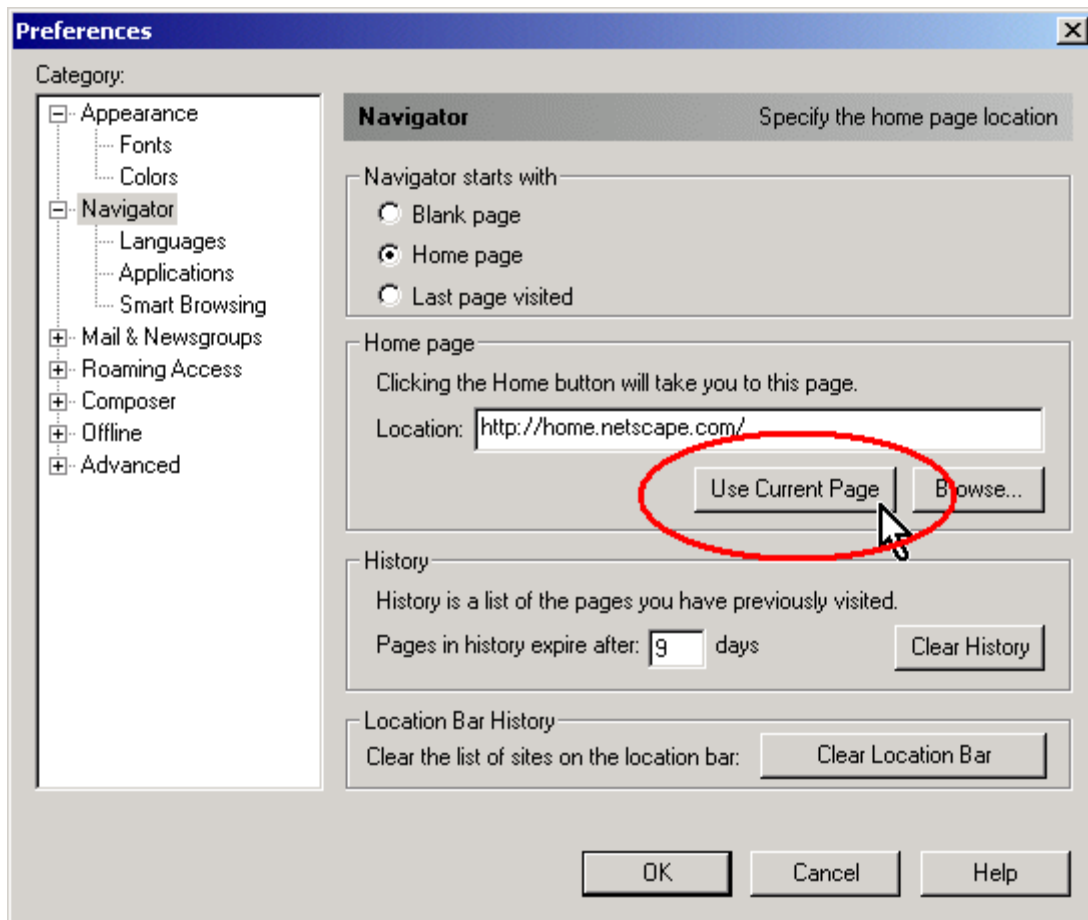 Preferences
Category:
Appearance
Fonts
Colors
Navigator
Languages
Applications
Smart Browsing
Mail & Newsgroups
Roaming Access
Composer
Offline
Advanced
Navigator Specify the home page location
Navigator starts with
Blank page
Home page
Last page visited
Home page
Clicking the Home button will take you to this page.
Location: http://home.netscape.com/
Use Current Page Browse...
History
History is a list of the pages you have previously visited.
Pages in history expire after: 9 days Clear History
Location Bar History
Clear the list of sites on the location bar: Clear Location Bar
OK Cancel Help